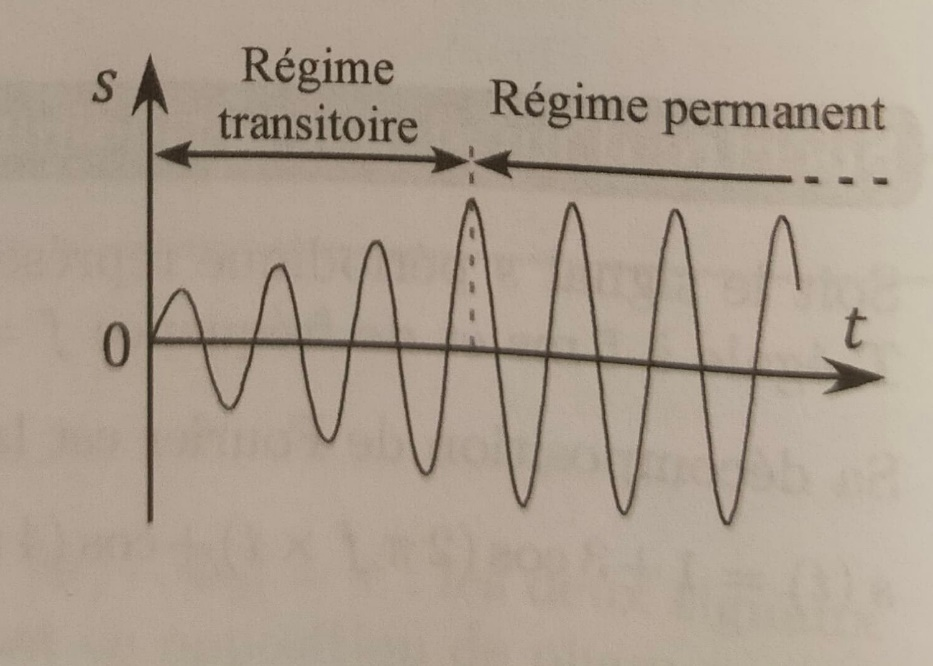 s
Régime
transitoire
Régime permanent
0
t